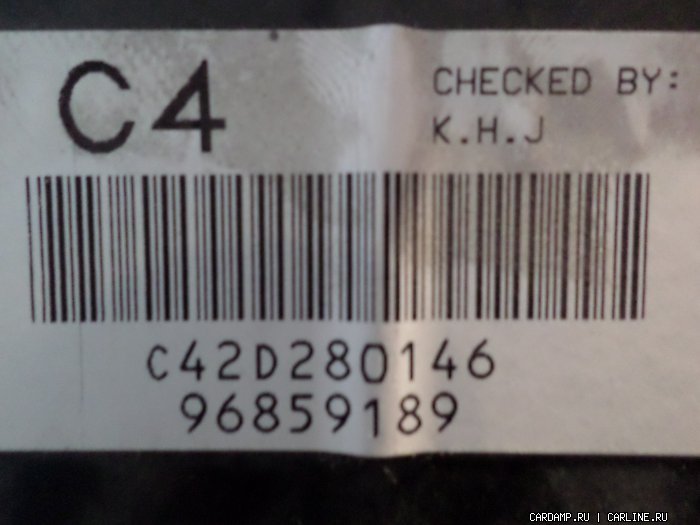 C4
CHECKED BY:
K.H.J
C42D280146
96859189
CARDAMP.RU | CARLINE.RU